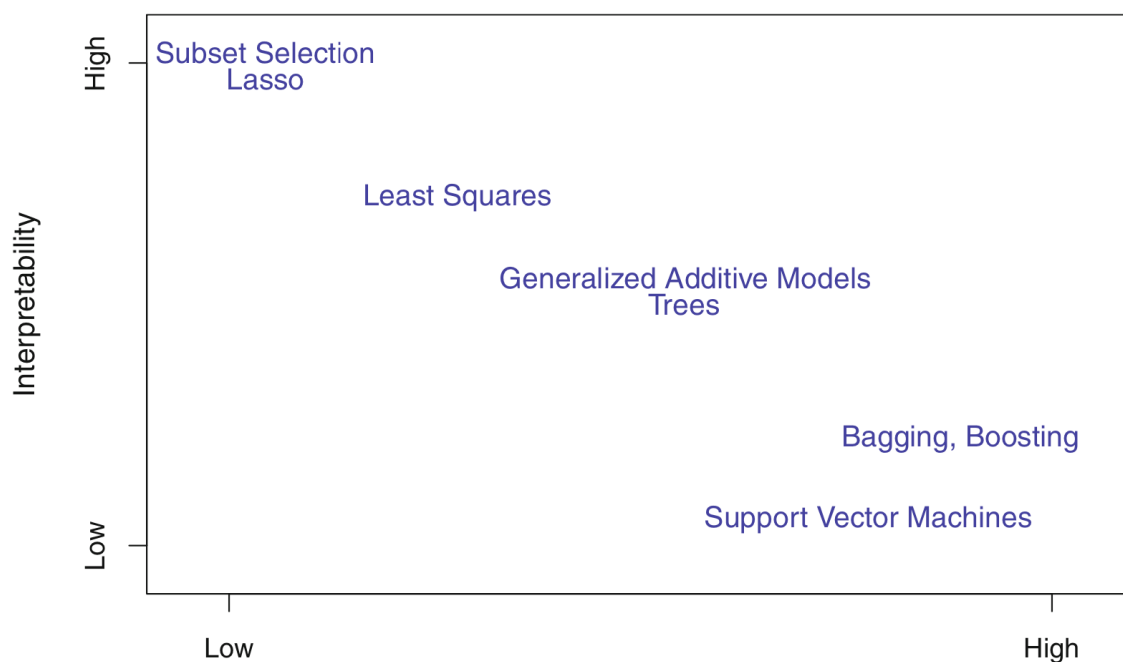 High
Subset Selection
Lasso
Least Squares
Interpretability
Generalized Additive Models
Trees
Bagging, Boosting
Support Vector Machines
Low
Low
High